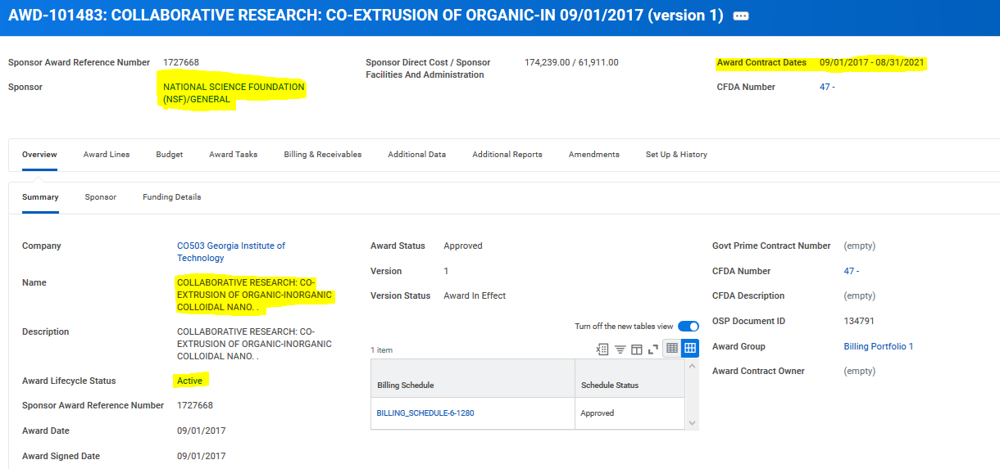 AWD-101483: COLLABORATIVE RESEARCH: CO-EXTRUSION OF ORGANIC-IN 09/01/2017 (version 1)
Sponsor Award Reference Number 1727668
Sponsor NATIONAL SCIENCE FOUNDATION
(NSF)/GENERAL
Sponsor Direct Cost / Sponsor 174,239.00 / 61,911.00
Facilities And Administration
Award Contract Dates 09/01/2017 - 08/31/2021
CFDA Number 47 -
Overview Award Lines Budget Award Tasks Billing & Receivables Additional Data Additional Reports Amendments Set Up & History
Summary Sponsor Funding Details
Company CO503 Georgia Institute of
Technology
Name COLLABORATIVE RESEARCH: CO-
EXTRUSION OF ORGANIC-INORGANIC
COLLOIDAL NANO. .
Description COLLABORATIVE RESEARCH: CO-
EXTRUSION OF ORGANIC-INORGANIC
COLLOIDAL NANO. .
Award Lifecycle Status Active
Sponsor Award Reference Number 1727668
Award Date 09/01/2017
Award Signed Date 09/01/2017
Award Status Approved
Version 1
Version Status Award In Effect
Turn off the new tables view
1 item
Billing Schedule Schedule Status
BILLING_SCHEDULE-6-1280 Approved
Govt Prime Contract Number (empty)
CFDA Number 47 -
CFDA Description (empty)
OSP Document ID 134791
Award Group Billing Portfolio 1
Award Contract Owner (empty)